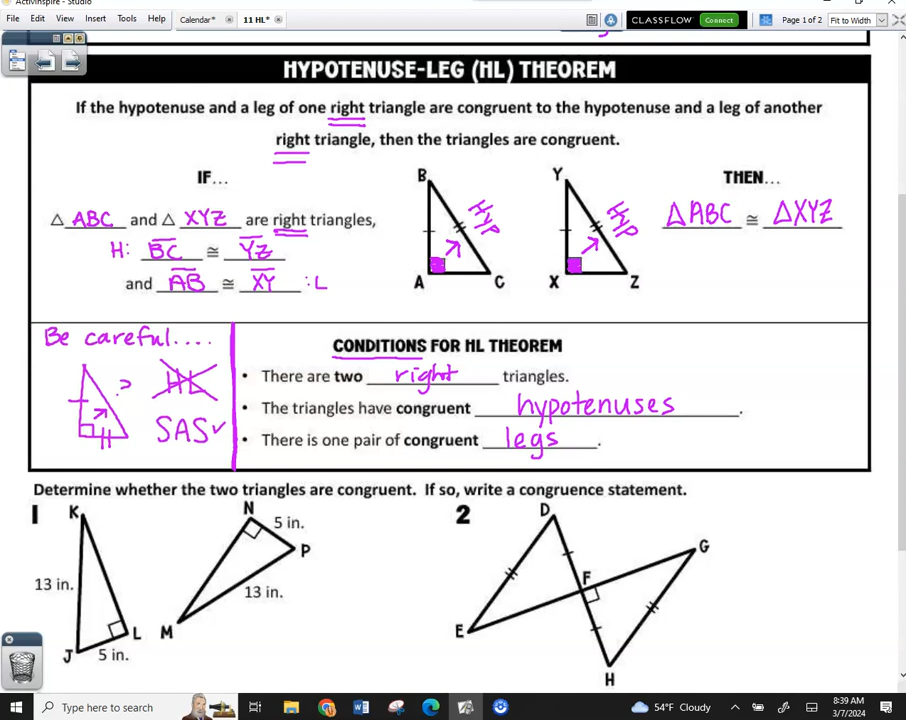 ActivInspire - Studio
File Edit View Insert Tools Help
Calendar* 11 HL* CLASSFLOW Connect Page 1 of 2 Fit to Width
HYPOTENUSE-LEG (HL) THEOREM
If the hypotenuse and a leg of one right triangle are congruent to the hypotenuse and a leg of another
right triangle, then the triangles are congruent.
IF...
△ ABC and △ XYZ are right triangles,
H: BC ≅ YZ
and AB ≅ XY : L
B
HYP
A C
Y
HYP
X Z
THEN...
△ABC ≅ △XYZ
Be careful....
?
HL
SAS✓
CONDITIONS FOR HL THEOREM
• There are two right triangles.
• The triangles have congruent hypotenuses.
• There is one pair of congruent legs.
Determine whether the two triangles are congruent. If so, write a congruence statement.
1
K
13 in.
J 5 in. L
N
5 in.
P
13 in.
M
2
D
G
F
E
H
Type here to search
54°F Cloudy
8:39 AM
3/7/2024